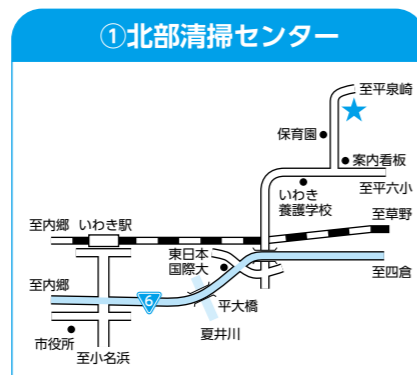 ①北部清掃センター
至平泉崎
保育園
案内看板
至平六小
いわき
養護学校
至草野
至内郷
いわき駅
東日本
国際大
至四倉
至内郷
6
平大橋
夏井川
市役所
至小名浜